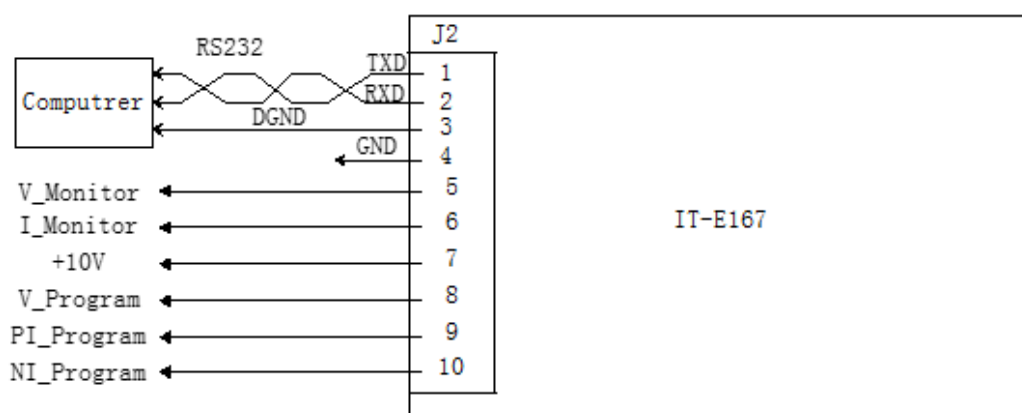 J2
RS232
TXD
1
Computrer
RXD
2
DGND
3
GND
4
V_Monitor
5
I_Monitor
6
IT-E167
+10V
7
V_Program
8
PI_Program
9
NI_Program
10